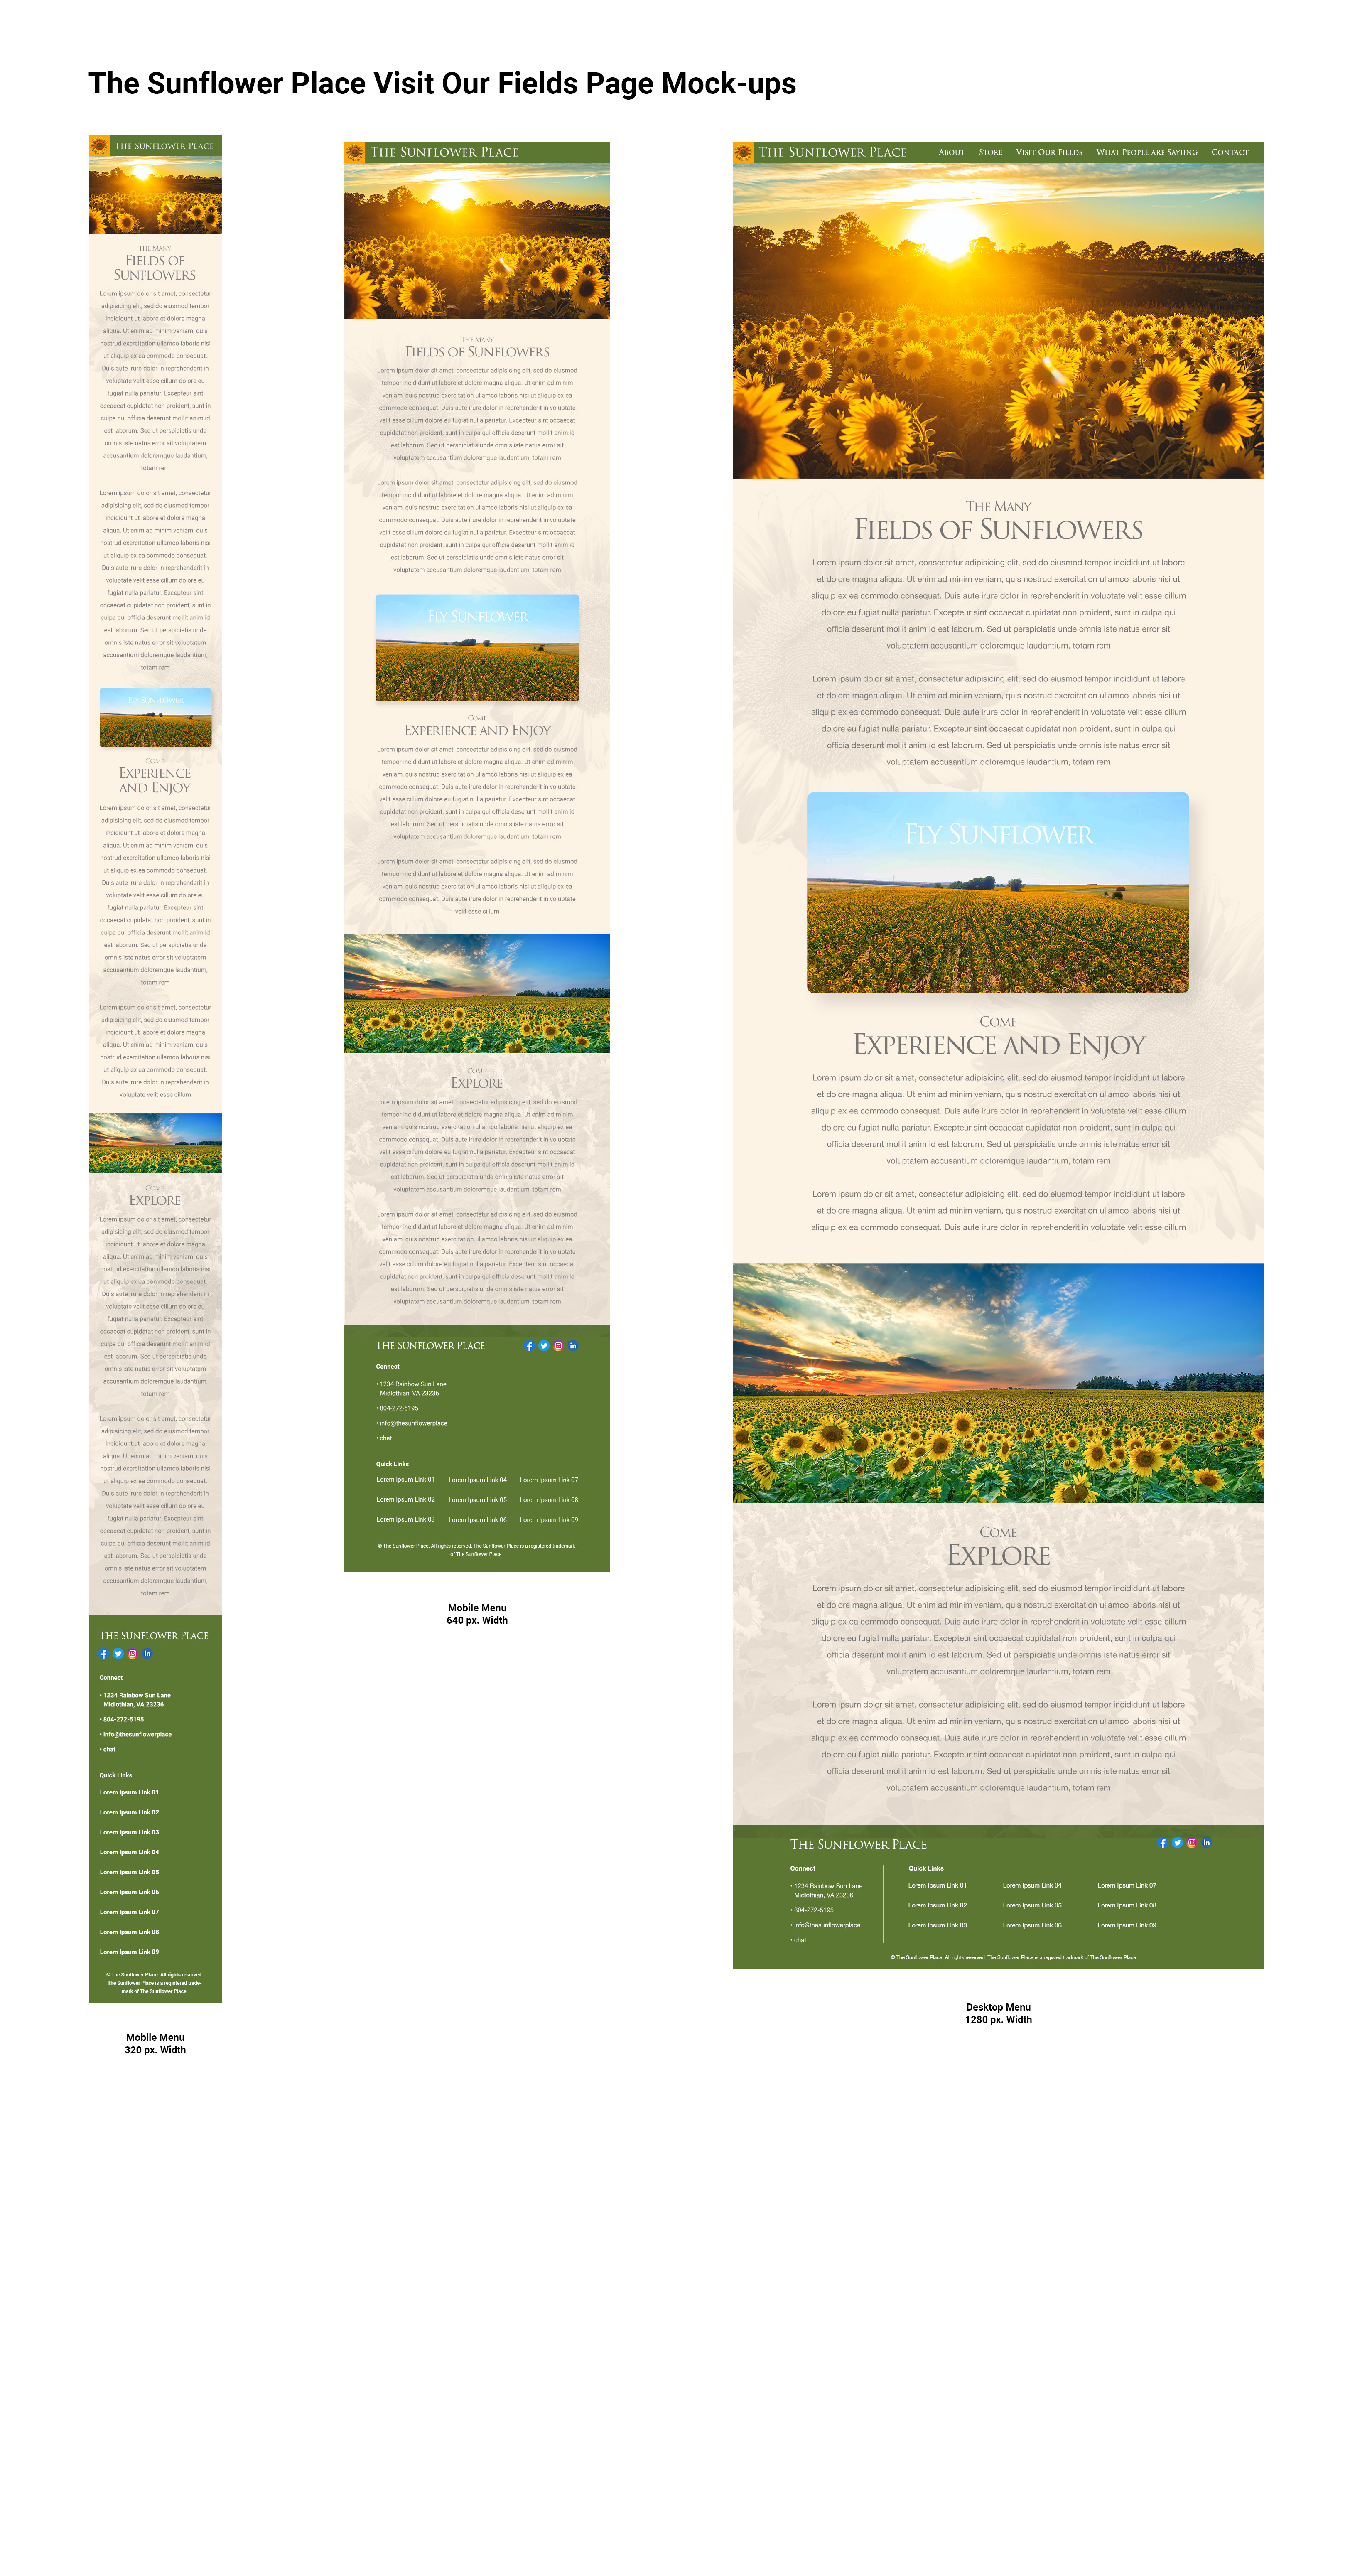 The Sunflower Place Visit Our Fields Page Mock-ups
The Sunflower Place
The Many
Fields of
Sunflowers
Lorem ipsum dolor sit amet, consectetur
adipisicing elit, sed do eiusmod tempor
incididunt ut labore et dolore magna
aliqua. Ut enim ad minim veniam, quis
nostrud exercitation ullamco laboris nisi
ut aliquip ex ea commodo consequat.
Duis aute irure dolor in reprehenderit in
voluptate velit esse cillum dolore eu
fugiat nulla pariatur. Excepteur sint
occaecat cupidatat non proident, sunt in
culpa qui officia deserunt mollit anim id
est laborum. Sed ut perspiciatis unde
omnis iste natus error sit voluptatem
accusantium doloremque laudantium,
totam rem
Lorem ipsum dolor sit amet, consectetur
adipisicing elit, sed do eiusmod tempor
incididunt ut labore et dolore magna
aliqua. Ut enim ad minim veniam, quis
nostrud exercitation ullamco laboris nisi
ut aliquip ex ea commodo consequat.
Duis aute irure dolor in reprehenderit in
voluptate velit esse cillum dolore eu
fugiat nulla pariatur. Excepteur sint
occaecat cupidatat non proident, sunt in
culpa qui officia deserunt mollit anim id
est laborum. Sed ut perspiciatis unde
omnis iste natus error sit voluptatem
accusantium doloremque laudantium,
totam rem
Fly Sunflower
Come
Experience
and Enjoy
Lorem ipsum dolor sit amet, consectetur
adipisicing elit, sed do eiusmod tempor
incididunt ut labore et dolore magna
aliqua. Ut enim ad minim veniam, quis
nostrud exercitation ullamco laboris nisi
ut aliquip ex ea commodo consequat.
Duis aute irure dolor in reprehenderit in
voluptate velit esse cillum dolore eu
fugiat nulla pariatur. Excepteur sint
occaecat cupidatat non proident, sunt in
culpa qui officia deserunt mollit anim id
est laborum. Sed ut perspiciatis unde
omnis iste natus error sit voluptatem
accusantium doloremque laudantium,
totam rem
Lorem ipsum dolor sit amet, consectetur
adipisicing elit, sed do eiusmod tempor
incididunt ut labore et dolore magna
aliqua. Ut enim ad minim veniam, quis
nostrud exercitation ullamco laboris nisi
ut aliquip ex ea commodo consequat.
Duis aute irure dolor in reprehenderit in
voluptate velit esse cillum
Come
Explore
Lorem ipsum dolor sit amet, consectetur
adipisicing elit, sed do eiusmod tempor
incididunt ut labore et dolore magna
aliqua. Ut enim ad minim veniam, quis
nostrud exercitation ullamco laboris nisi
ut aliquip ex ea commodo consequat.
Duis aute irure dolor in reprehenderit in
voluptate velit esse cillum dolore eu
fugiat nulla pariatur. Excepteur sint
occaecat cupidatat non proident, sunt in
culpa qui officia deserunt mollit anim id
est laborum. Sed ut perspiciatis unde
omnis iste natus error sit voluptatem
accusantium doloremque laudantium,
totam rem
Lorem ipsum dolor sit amet, consectetur
adipisicing elit, sed do eiusmod tempor
incididunt ut labore et dolore magna
aliqua. Ut enim ad minim veniam, quis
nostrud exercitation ullamco laboris nisi
ut aliquip ex ea commodo consequat.
Duis aute irure dolor in reprehenderit in
voluptate velit esse cillum dolore eu
fugiat nulla pariatur. Excepteur sint
occaecat cupidatat non proident, sunt in
culpa qui officia deserunt mollit anim id
est laborum. Sed ut perspiciatis unde
omnis iste natus error sit voluptatem
accusantium doloremque laudantium,
totam rem
The Sunflower Place
Connect
• 1234 Rainbow Sun Lane
Midlothian, VA 23236
• 804-272-5195
• info@thesunflowerplace
• chat
Quick Links
Lorem Ipsum Link 01
Lorem Ipsum Link 02
Lorem Ipsum Link 03
Lorem Ipsum Link 04
Lorem Ipsum Link 05
Lorem Ipsum Link 06
Lorem Ipsum Link 07
Lorem Ipsum Link 08
Lorem Ipsum Link 09
© The Sunflower Place. All rights reserved.
The Sunflower Place is a registered trade-
mark of The Sunflower Place.
Mobile Menu
320 px. Width
The Sunflower Place
The Many
Fields of Sunflowers
Lorem ipsum dolor sit amet, consectetur adipisicing elit, sed do eiusmod
tempor incididunt ut labore et dolore magna aliqua. Ut enim ad minim
veniam, quis nostrud exercitation ullamco laboris nisi ut aliquip ex ea
commodo consequat. Duis aute irure dolor in reprehenderit in voluptate
velit esse cillum dolore eu fugiat nulla pariatur. Excepteur sint occaecat
cupidatat non proident, sunt in culpa qui officia deserunt mollit anim id
est laborum. Sed ut perspiciatis unde omnis iste natus error sit
voluptatem accusantium doloremque laudantium, totam rem
Lorem ipsum dolor sit amet, consectetur adipisicing elit, sed do eiusmod
tempor incididunt ut labore et dolore magna aliqua. Ut enim ad minim
veniam, quis nostrud exercitation ullamco laboris nisi ut aliquip ex ea
commodo consequat. Duis aute irure dolor in reprehenderit in voluptate
velit esse cillum dolore eu fugiat nulla pariatur. Excepteur sint occaecat
cupidatat non proident, sunt in culpa qui officia deserunt mollit anim id
est laborum. Sed ut perspiciatis unde omnis iste natus error sit
voluptatem accusantium doloremque laudantium, totam rem
Fly Sunflower
Come
Experience and Enjoy
Lorem ipsum dolor sit amet, consectetur adipisicing elit, sed do eiusmod
tempor incididunt ut labore et dolore magna aliqua. Ut enim ad minim
veniam, quis nostrud exercitation ullamco laboris nisi ut aliquip ex ea
commodo consequat. Duis aute irure dolor in reprehenderit in voluptate
velit esse cillum dolore eu fugiat nulla pariatur. Excepteur sint occaecat
cupidatat non proident, sunt in culpa qui officia deserunt mollit anim id
est laborum. Sed ut perspiciatis unde omnis iste natus error sit
voluptatem accusantium doloremque laudantium, totam rem
Lorem ipsum dolor sit amet, consectetur adipisicing elit, sed do eiusmod
tempor incididunt ut labore et dolore magna aliqua. Ut enim ad minim
veniam, quis nostrud exercitation ullamco laboris nisi ut aliquip ex ea
commodo consequat. Duis aute irure dolor in reprehenderit in voluptate
velit esse cillum
Come
Explore
Lorem ipsum dolor sit amet, consectetur adipisicing elit, sed do eiusmod
tempor incididunt ut labore et dolore magna aliqua. Ut enim ad minim
veniam, quis nostrud exercitation ullamco laboris nisi ut aliquip ex ea
commodo consequat. Duis aute irure dolor in reprehenderit in voluptate
velit esse cillum dolore eu fugiat nulla pariatur. Excepteur sint occaecat
cupidatat non proident, sunt in culpa qui officia deserunt mollit anim id
est laborum. Sed ut perspiciatis unde omnis iste natus error sit
voluptatem accusantium doloremque laudantium, totam rem
Lorem ipsum dolor sit amet, consectetur adipisicing elit, sed do eiusmod
tempor incididunt ut labore et dolore magna aliqua. Ut enim ad minim
veniam, quis nostrud exercitation ullamco laboris nisi ut aliquip ex ea
commodo consequat. Duis aute irure dolor in reprehenderit in voluptate
velit esse cillum dolore eu fugiat nulla pariatur. Excepteur sint occaecat
cupidatat non proident, sunt in culpa qui officia deserunt mollit anim id
est laborum. Sed ut perspiciatis unde omnis iste natus error sit
voluptatem accusantium doloremque laudantium, totam rem
The Sunflower Place
Connect
• 1234 Rainbow Sun Lane
Midlothian, VA 23236
• 804-272-5195
• info@thesunflowerplace
• chat
Quick Links
Lorem Ipsum Link 01 Lorem Ipsum Link 04 Lorem Ipsum Link 07
Lorem Ipsum Link 02 Lorem Ipsum Link 05 Lorem Ipsum Link 08
Lorem Ipsum Link 03 Lorem Ipsum Link 06 Lorem Ipsum Link 09
© The Sunflower Place. All rights reserved. The Sunflower Place is a registered trademark
of The Sunflower Place.
Mobile Menu
640 px. Width
The Sunflower Place About Store Visit Our Fields What People are Sayiing Contact
The Many
Fields of Sunflowers
Lorem ipsum dolor sit amet, consectetur adipisicing elit, sed do eiusmod tempor incididunt ut labore
et dolore magna aliqua. Ut enim ad minim veniam, quis nostrud exercitation ullamco laboris nisi ut
aliquip ex ea commodo consequat. Duis aute irure dolor in reprehenderit in voluptate velit esse cillum
dolore eu fugiat nulla pariatur. Excepteur sint occaecat cupidatat non proident, sunt in culpa qui
officia deserunt mollit anim id est laborum. Sed ut perspiciatis unde omnis iste natus error sit
voluptatem accusantium doloremque laudantium, totam rem
Lorem ipsum dolor sit amet, consectetur adipisicing elit, sed do eiusmod tempor incididunt ut labore
et dolore magna aliqua. Ut enim ad minim veniam, quis nostrud exercitation ullamco laboris nisi ut
aliquip ex ea commodo consequat. Duis aute irure dolor in reprehenderit in voluptate velit esse cillum
dolore eu fugiat nulla pariatur. Excepteur sint occaecat cupidatat non proident, sunt in culpa qui
officia deserunt mollit anim id est laborum. Sed ut perspiciatis unde omnis iste natus error sit
voluptatem accusantium doloremque laudantium, totam rem
Fly Sunflower
Come
Experience and Enjoy
Lorem ipsum dolor sit amet, consectetur adipisicing elit, sed do eiusmod tempor incididunt ut labore
et dolore magna aliqua. Ut enim ad minim veniam, quis nostrud exercitation ullamco laboris nisi ut
aliquip ex ea commodo consequat. Duis aute irure dolor in reprehenderit in voluptate velit esse cillum
dolore eu fugiat nulla pariatur. Excepteur sint occaecat cupidatat non proident, sunt in culpa qui
officia deserunt mollit anim id est laborum. Sed ut perspiciatis unde omnis iste natus error sit
voluptatem accusantium doloremque laudantium, totam rem
Lorem ipsum dolor sit amet, consectetur adipisicing elit, sed do eiusmod tempor incididunt ut labore
et dolore magna aliqua. Ut enim ad minim veniam, quis nostrud exercitation ullamco laboris nisi ut
aliquip ex ea commodo consequat. Duis aute irure dolor in reprehenderit in voluptate velit esse cillum
Come
Explore
Lorem ipsum dolor sit amet, consectetur adipisicing elit, sed do eiusmod tempor incididunt ut labore
et dolore magna aliqua. Ut enim ad minim veniam, quis nostrud exercitation ullamco laboris nisi ut
aliquip ex ea commodo consequat. Duis aute irure dolor in reprehenderit in voluptate velit esse cillum
dolore eu fugiat nulla pariatur. Excepteur sint occaecat cupidatat non proident, sunt in culpa qui
officia deserunt mollit anim id est laborum. Sed ut perspiciatis unde omnis iste natus error sit
voluptatem accusantium doloremque laudantium, totam rem
Lorem ipsum dolor sit amet, consectetur adipisicing elit, sed do eiusmod tempor incididunt ut labore
et dolore magna aliqua. Ut enim ad minim veniam, quis nostrud exercitation ullamco laboris nisi ut
aliquip ex ea commodo consequat. Duis aute irure dolor in reprehenderit in voluptate velit esse cillum
dolore eu fugiat nulla pariatur. Excepteur sint occaecat cupidatat non proident, sunt in culpa qui
officia deserunt mollit anim id est laborum. Sed ut perspiciatis unde omnis iste natus error sit
voluptatem accusantium doloremque laudantium, totam rem
The Sunflower Place
Connect
• 1234 Rainbow Sun Lane
Midlothian, VA 23236
• 804-272-5195
• info@thesunflowerplace
• chat
Quick Links
Lorem Ipsum Link 01 Lorem Ipsum Link 04 Lorem Ipsum Link 07
Lorem Ipsum Link 02 Lorem Ipsum Link 05 Lorem Ipsum Link 08
Lorem Ipsum Link 03 Lorem Ipsum Link 06 Lorem Ipsum Link 09
© The Sunflower Place. All rights reserved. The Sunflower Place is a registed tradmark of The Sunflower Place.
Desktop Menu
1280 px. Width